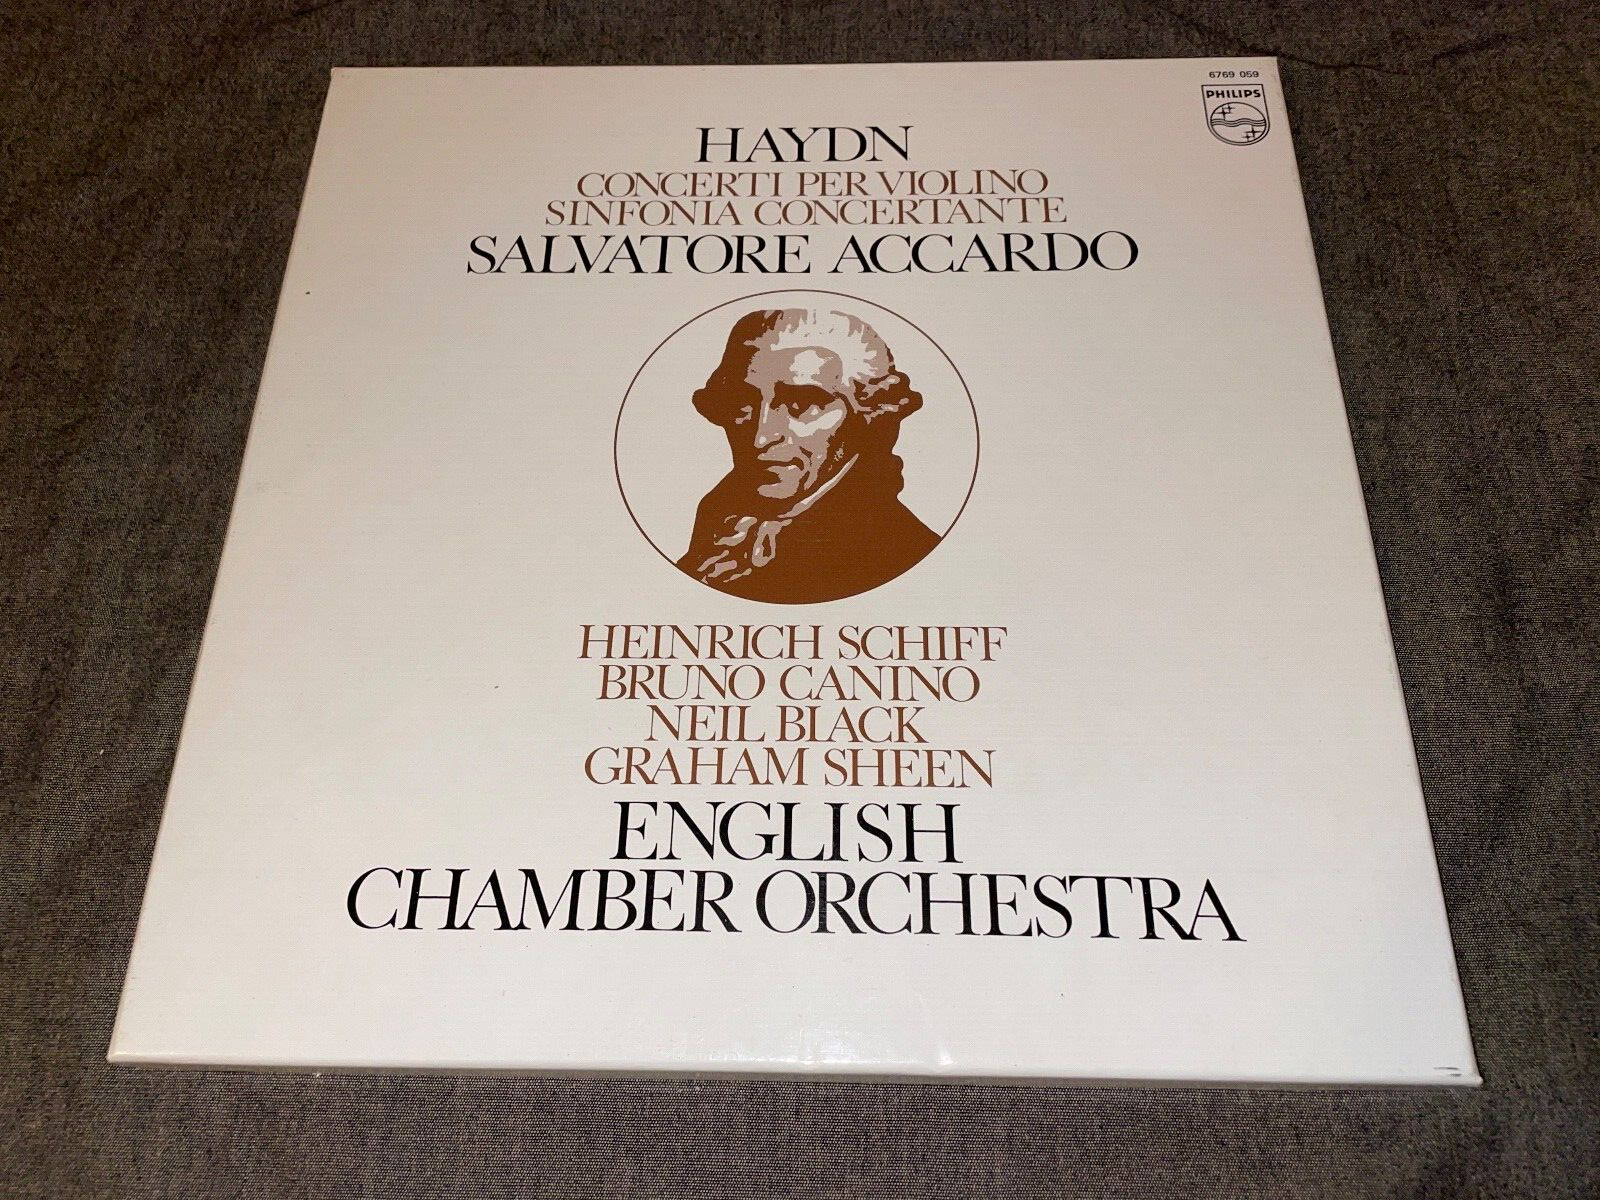 6769 059
PHILIPS
HAYDN
CONCERTI PER VIOLINO
SINFONIA CONCERTANTE
SALVATORE ACCARDO
HEINRICH SCHIFF
BRUNO CANINO
NEIL BLACK
GRAHAM SHEEN
ENGLISH
CHAMBER ORCHESTRA